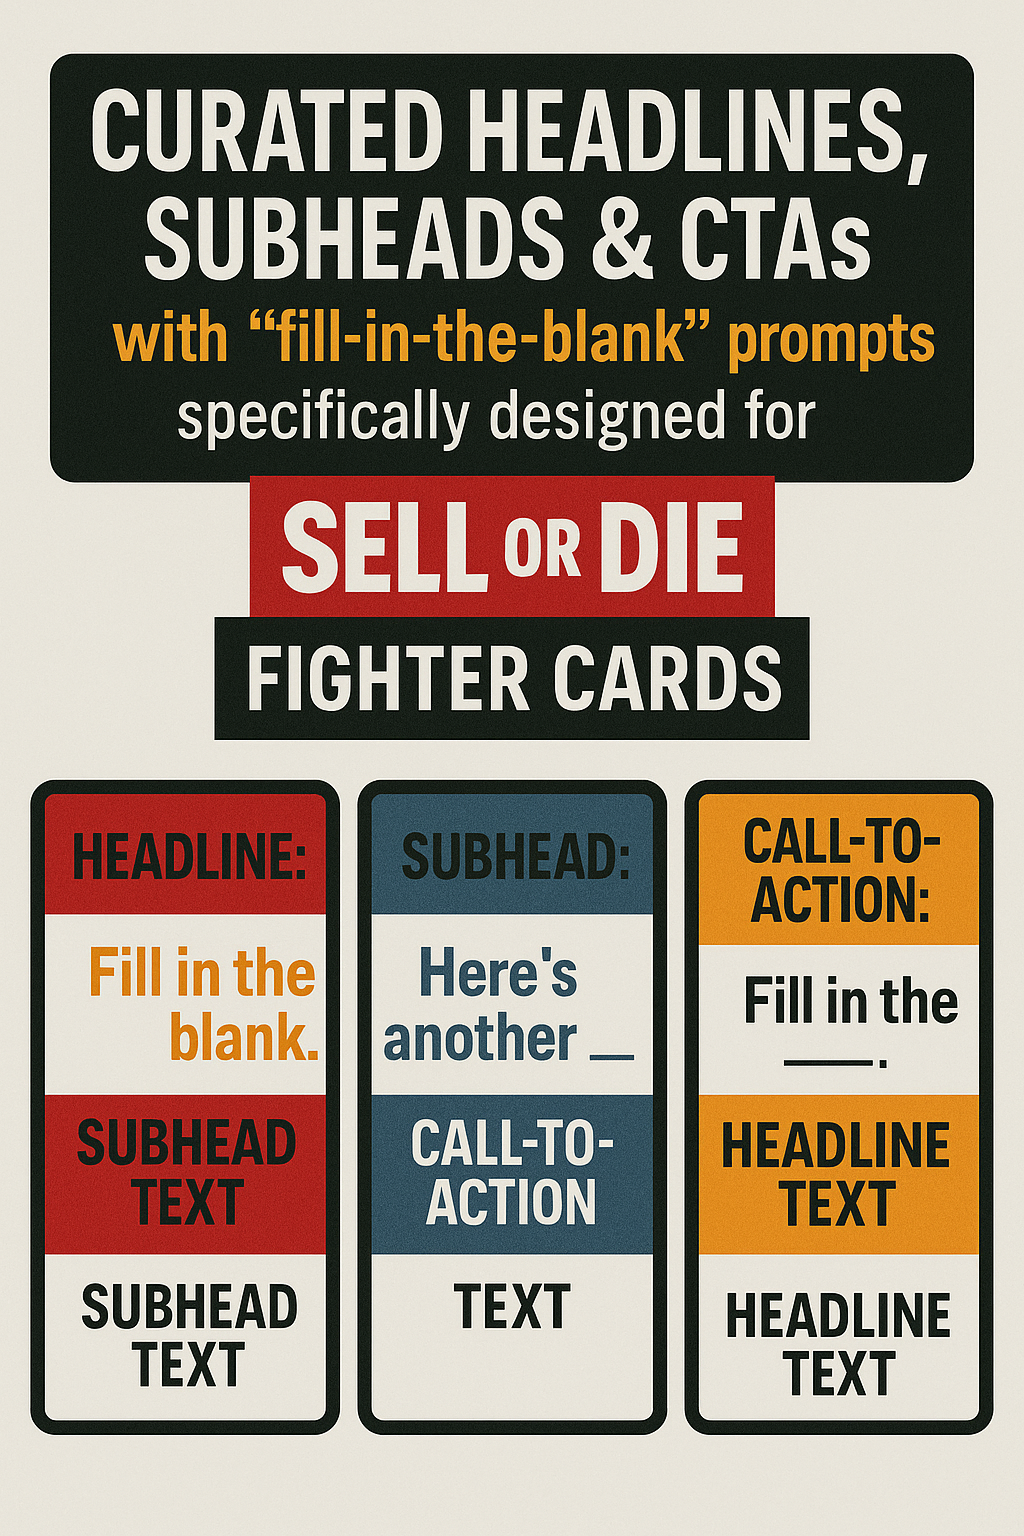 CURATED HEADLINES,
SUBHEADS & CTAs
with “fill-in-the-blank” prompts
specifically designed for
SELL OR DIE
FIGHTER CARDS
HEADLINE:
Fill in the
blank.
SUBHEAD
TEXT
SUBHEAD
TEXT
SUBHEAD:
Here's
another __
CALL-TO-
ACTION
TEXT
CALL-TO-
ACTION:
Fill in the
____.
HEADLINE
TEXT
HEADLINE
TEXT